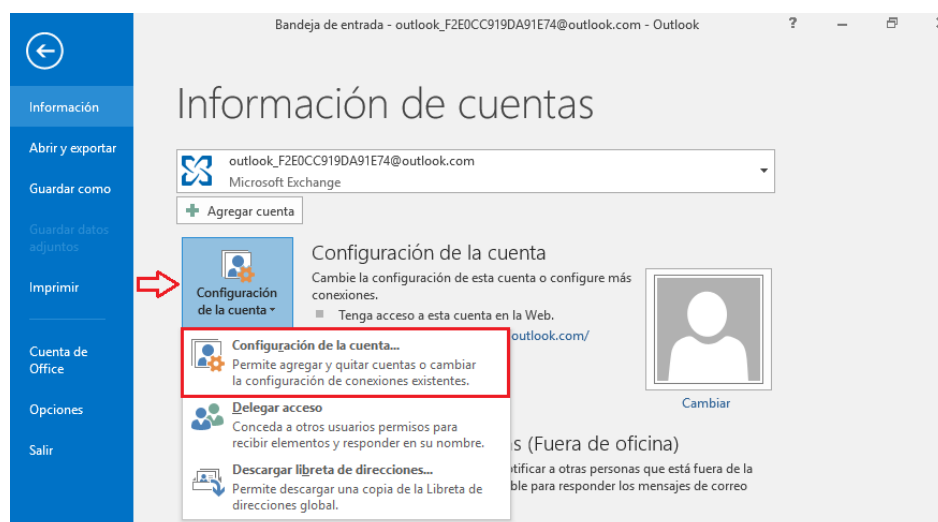 Bandeja de entrada - outlook_F2E0CC919DA91E74@outlook.com - Outlook
?
Información
Abrir y exportar
Guardar como
Guardar datos
adjuntos
Imprimir
Cuenta de
Office
Opciones
Salir
Información de cuentas
outlook_F2E0CC919DA91E74@outlook.com
Microsoft Exchange
Agregar cuenta
Configuración
de la cuenta
Configuración de la cuenta
Cambie la configuración de esta cuenta o configure más
conexiones.
Tenga acceso a esta cuenta en la Web.
outlook.com/
Cambiar
Configuración de la cuenta...
Permite agregar y quitar cuentas o cambiar
la configuración de conexiones existentes.
Delegar acceso
Conceda a otros usuarios permisos para
recibir elementos y responder en su nombre.
Descargar libreta de direcciones...
Permite descargar una copia de la Libreta de
direcciones global.
s (Fuera de oficina)
otificar a otras personas que está fuera de la
ble para responder los mensajes de correo